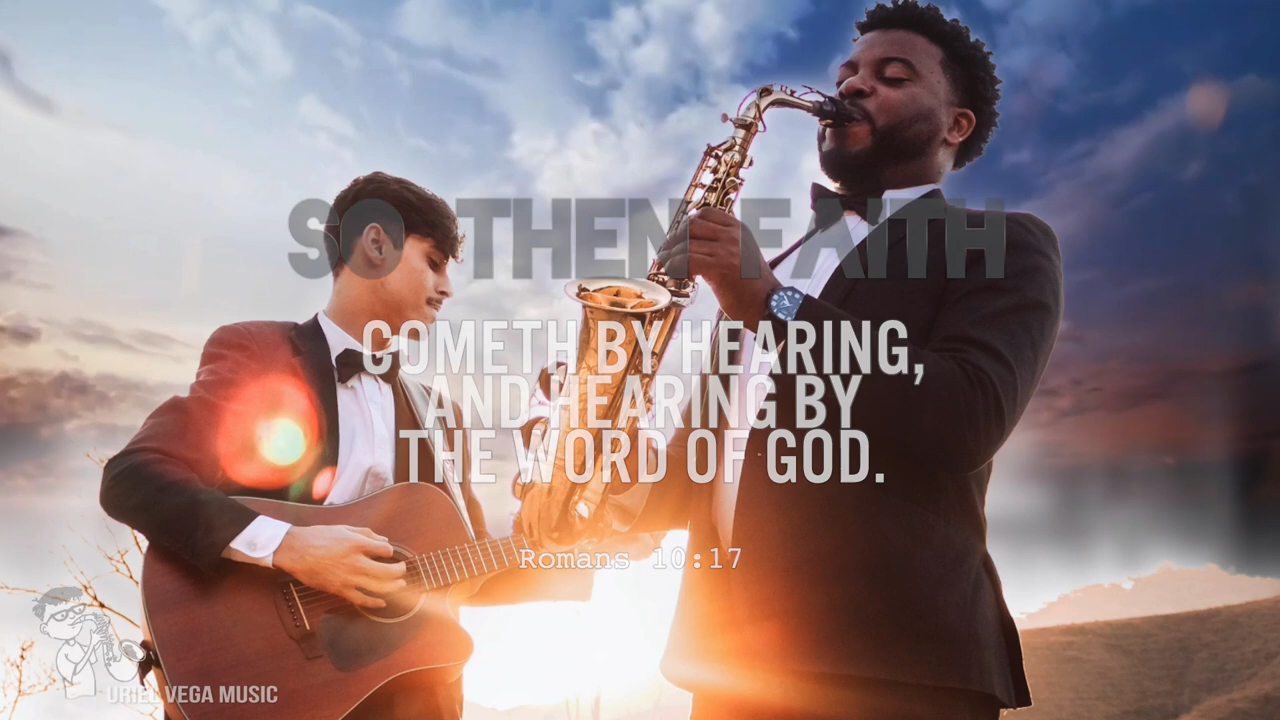 SO THEN FAITH
COMETH BY HEARING,
AND HEARING BY
THE WORD OF GOD.
Romans 10:17
URIEL VEGA MUSIC